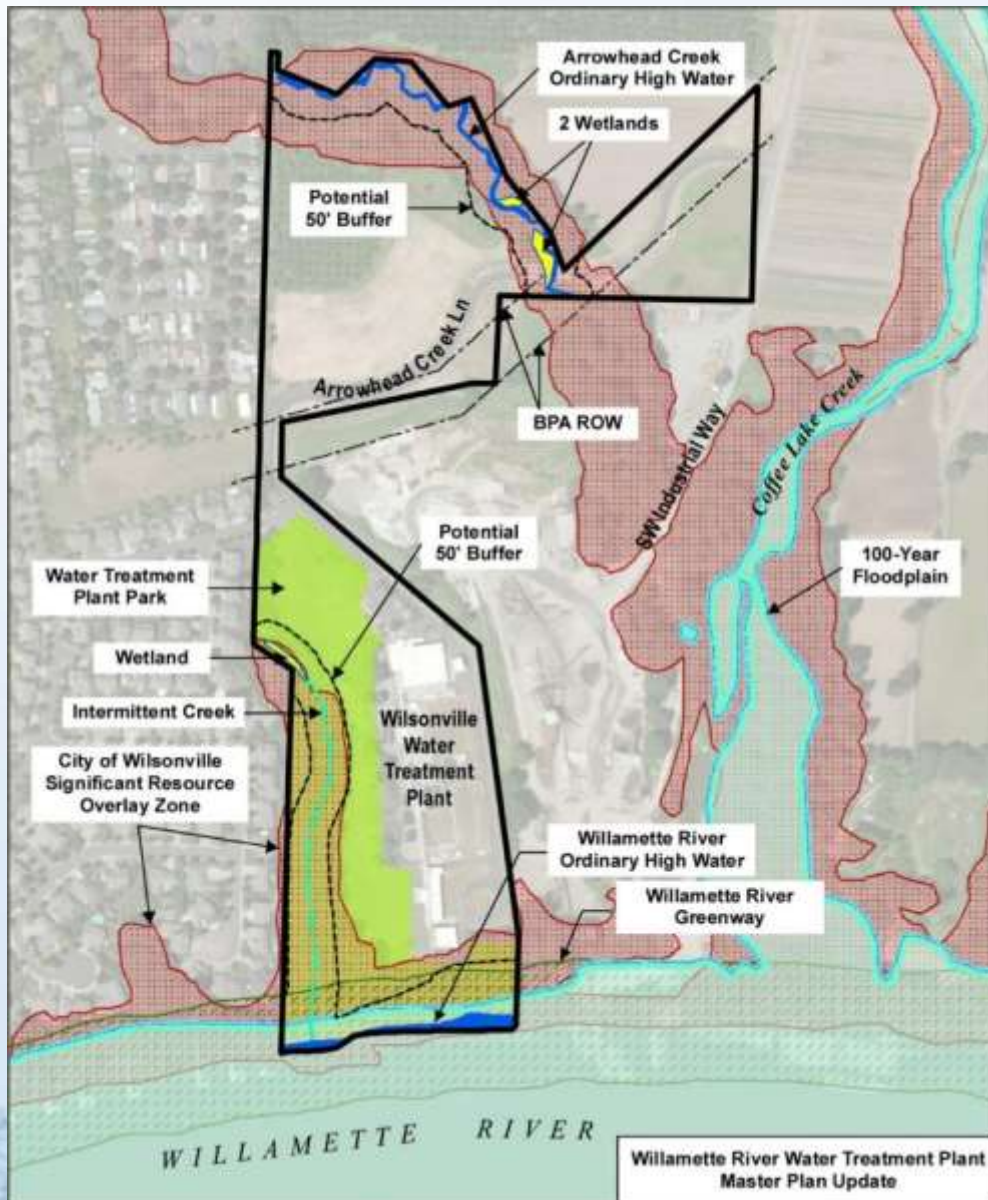 Arrowhead Creek
Ordinary High Water
2 Wetlands
Potential
50' Buffer
Arrowhead Creek Ln
BPA ROW
SW Industrial Way
Coffee Lake Creek
Potential
50' Buffer
100-Year
Floodplain
Water Treatment
Plant Park
Wetland
Intermittent Creek
Wilsonville
Water
Treatment
Plant
City of Wilsonville
Significant Resource
Overlay Zone
Willamette River
Ordinary High Water
Willamette River
Greenway
WILLAMETTE RIVER
Willamette River Water Treatment Plant
Master Plan Update